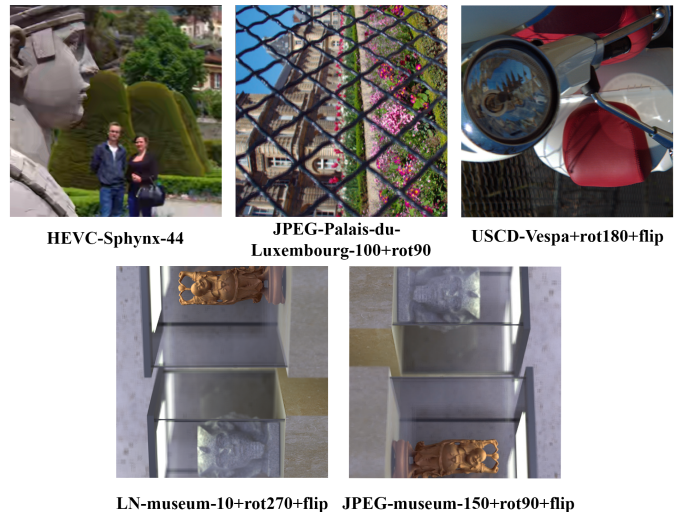 HEVC-Sphynx-44
JPEG-Palais-du-
Luxembourg-100+rot90
USCD-Vespa+rot180+flip
LN-museum-10+rot270+flip
JPEG-museum-150+rot90+flip